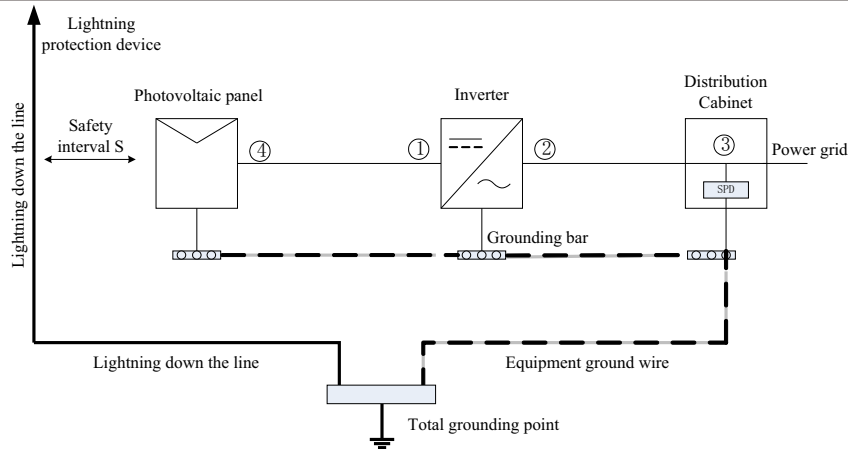 Lightning
protection device
Photovoltaic panel
Inverter
Distribution
Cabinet
Safety
interval S
④
①
②
③
Power grid
SPD
Lightning down the line
Grounding bar
Lightning down the line
Equipment ground wire
Total grounding point